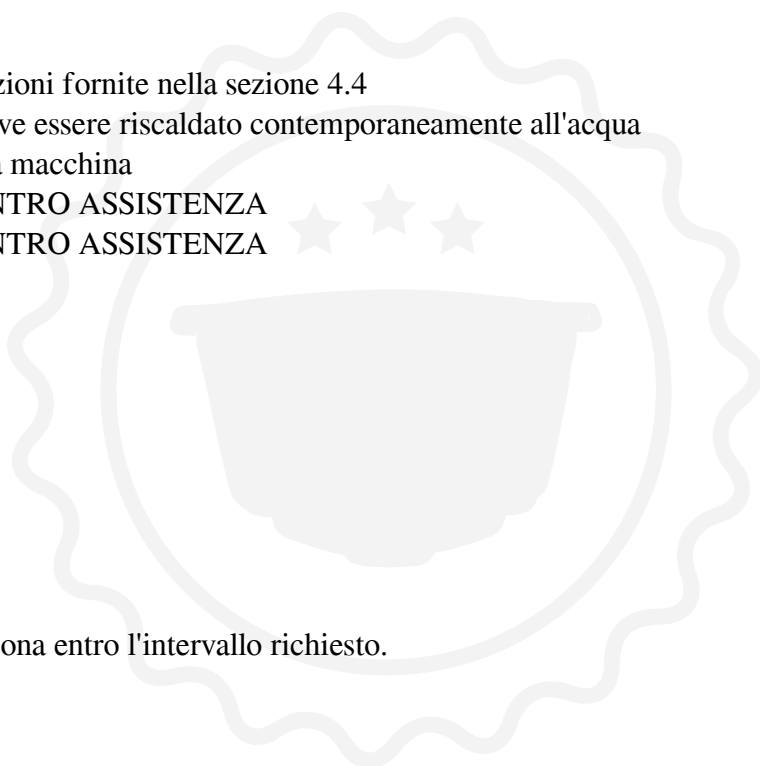 zioni fornite nella sezione 4.4
ve essere riscaldato contemporaneamente all'acqua
macchina
NTRO ASSISTENZA
NTRO ASSISTENZA
ona entro l'intervallo richiesto.